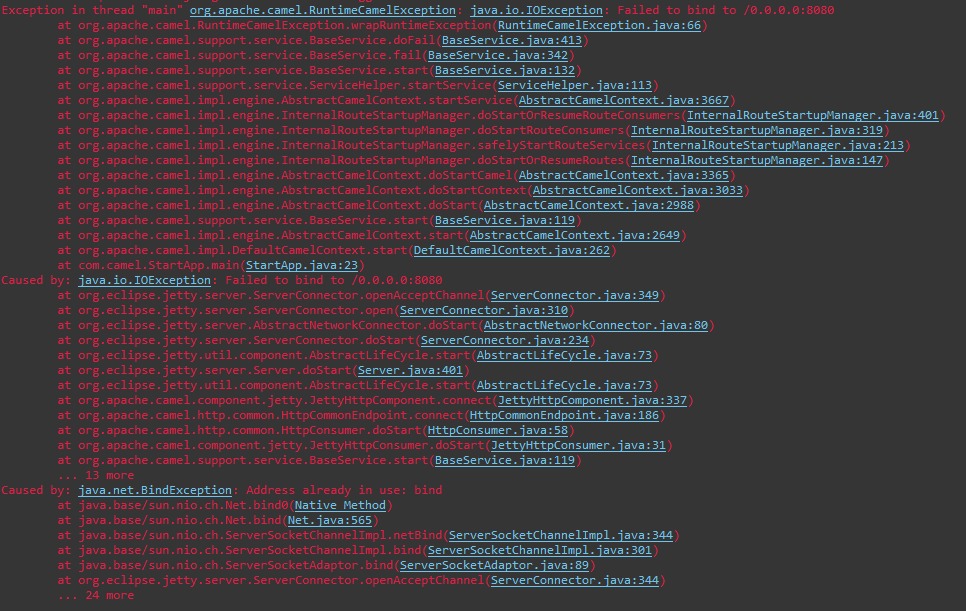 Exception in thread "main" org.apache.camel.RuntimeCamelException: java.io.IOException: Failed to bind to /0.0.0.0:8080
at org.apache.camel.RuntimeCamelException.wrapRuntimeException(RuntimeCamelException.java:66)
at org.apache.camel.support.service.BaseService.doFail(BaseService.java:413)
at org.apache.camel.support.service.BaseService.fail(BaseService.java:342)
at org.apache.camel.support.service.BaseService.start(BaseService.java:132)
at org.apache.camel.support.service.ServiceHelper.startService(ServiceHelper.java:113)
at org.apache.camel.impl.engine.AbstractCamelContext.startService(AbstractCamelContext.java:3667)
at org.apache.camel.impl.engine.InternalRouteStartupManager.doStartOrResumeRouteConsumers(InternalRouteStartupManager.java:401)
at org.apache.camel.impl.engine.InternalRouteStartupManager.doStartRouteConsumers(InternalRouteStartupManager.java:319)
at org.apache.camel.impl.engine.InternalRouteStartupManager.safelyStartRouteServices(InternalRouteStartupManager.java:213)
at org.apache.camel.impl.engine.InternalRouteStartupManager.doStartOrResumeRoutes(InternalRouteStartupManager.java:147)
at org.apache.camel.impl.engine.AbstractCamelContext.doStartCamel(AbstractCamelContext.java:3365)
at org.apache.camel.impl.engine.AbstractCamelContext.doStartContext(AbstractCamelContext.java:3033)
at org.apache.camel.impl.engine.AbstractCamelContext.doStart(AbstractCamelContext.java:2988)
at org.apache.camel.support.service.BaseService.start(BaseService.java:119)
at org.apache.camel.impl.engine.AbstractCamelContext.start(AbstractCamelContext.java:2649)
at org.apache.camel.impl.DefaultCamelContext.start(DefaultCamelContext.java:262)
at com.camel.StartApp.main(StartApp.java:23)
Caused by: java.io.IOException: Failed to bind to /0.0.0.0:8080
at org.eclipse.jetty.server.ServerConnector.openAcceptChannel(ServerConnector.java:349)
at org.eclipse.jetty.server.ServerConnector.open(ServerConnector.java:310)
at org.eclipse.jetty.server.AbstractNetworkConnector.doStart(AbstractNetworkConnector.java:80)
at org.eclipse.jetty.server.ServerConnector.doStart(ServerConnector.java:234)
at org.eclipse.jetty.util.component.AbstractLifeCycle.start(AbstractLifeCycle.java:73)
at org.eclipse.jetty.server.Server.doStart(Server.java:401)
at org.eclipse.jetty.util.component.AbstractLifeCycle.start(AbstractLifeCycle.java:73)
at org.apache.camel.component.jetty.JettyHttpComponent.connect(JettyHttpComponent.java:337)
at org.apache.camel.http.common.HttpCommonEndpoint.connect(HttpCommonEndpoint.java:186)
at org.apache.camel.http.common.HttpConsumer.doStart(HttpConsumer.java:58)
at org.apache.camel.component.jetty.JettyHttpConsumer.doStart(JettyHttpConsumer.java:31)
at org.apache.camel.support.service.BaseService.start(BaseService.java:119)
... 13 more
Caused by: java.net.BindException: Address already in use: bind
at java.base/sun.nio.ch.Net.bind0(Native Method)
at java.base/sun.nio.ch.Net.bind(Net.java:565)
at java.base/sun.nio.ch.ServerSocketChannelImpl.netBind(ServerSocketChannelImpl.java:344)
at java.base/sun.nio.ch.ServerSocketChannelImpl.bind(ServerSocketChannelImpl.java:301)
at java.base/sun.nio.ch.ServerSocketAdaptor.bind(ServerSocketAdaptor.java:89)
at org.eclipse.jetty.server.ServerConnector.openAcceptChannel(ServerConnector.java:344)
... 24 more